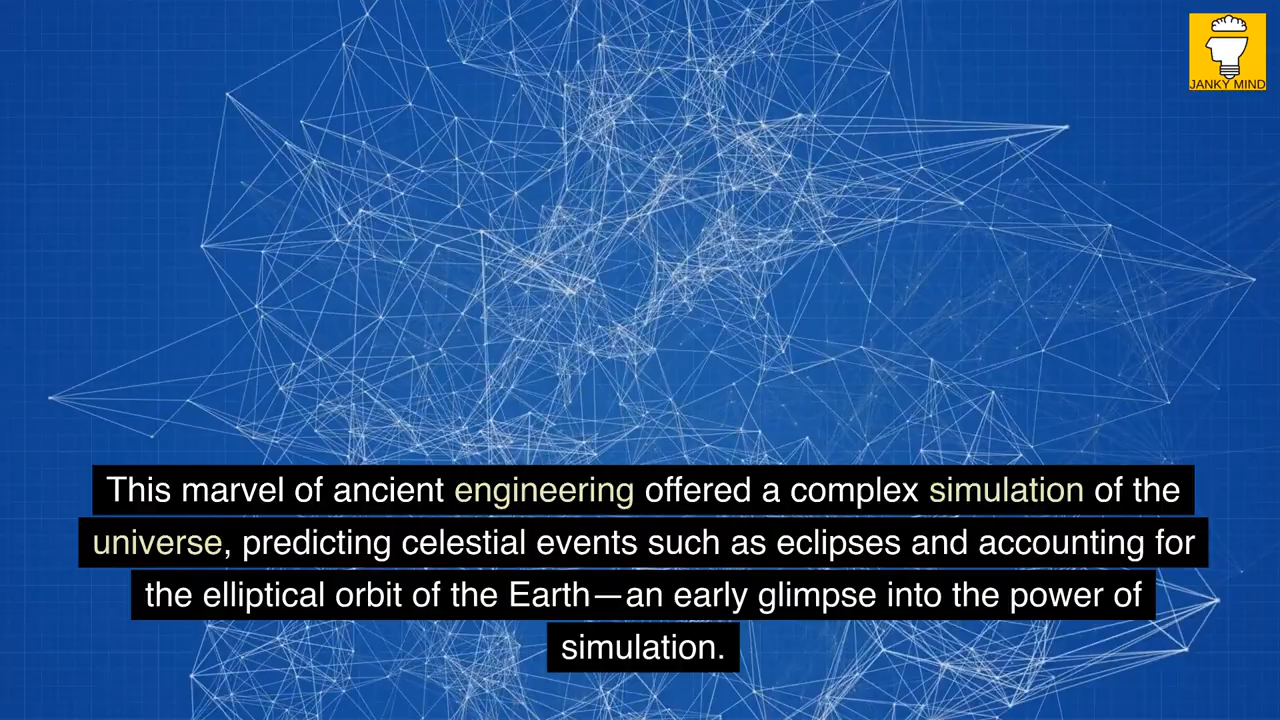 JANKY MIND
This marvel of ancient engineering offered a complex simulation of the
universe, predicting celestial events such as eclipses and accounting for
the elliptical orbit of the Earth—an early glimpse into the power of
simulation.